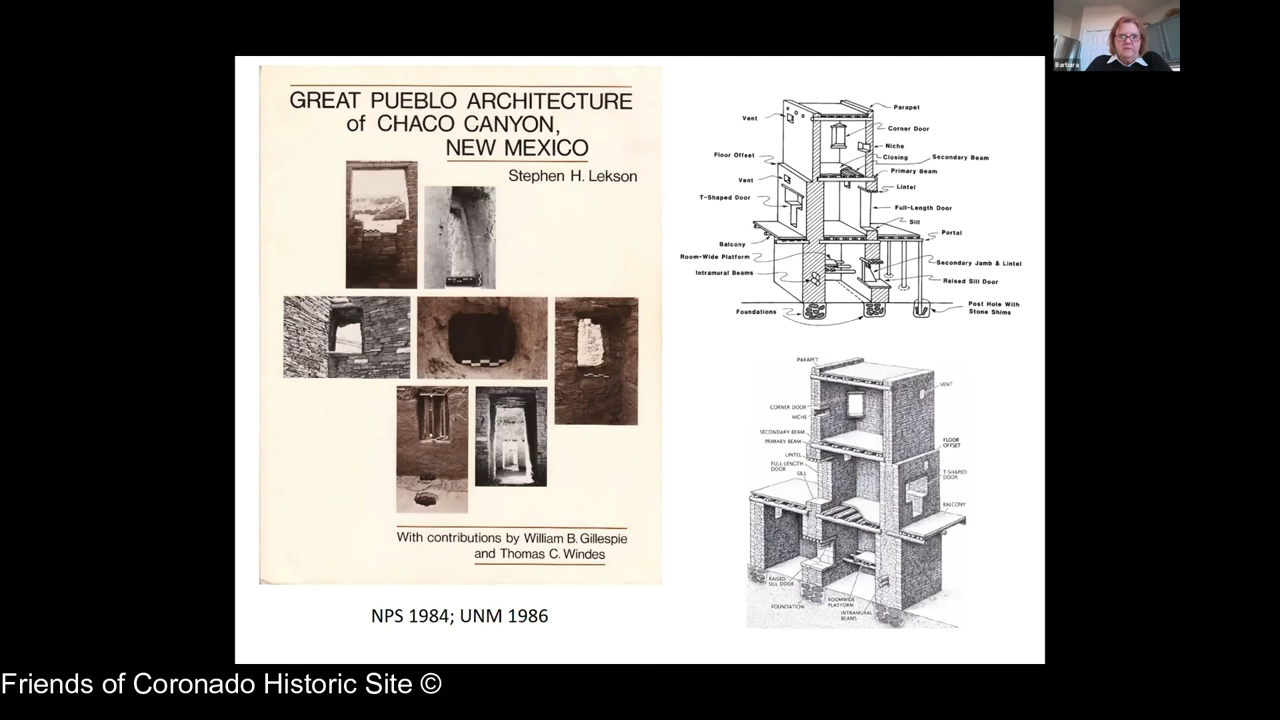 Barbara
GREAT PUEBLO ARCHITECTURE
of CHACO CANYON,
NEW MEXICO
Stephen H. Lekson
With contributions by William B. Gillespie
and Thomas C. Windes
NPS 1984; UNM 1986
Parapet
Vent
Corner Door
Niche
Floor Offset
Closing
Secondary Beam
Primary Beam
Vent
Lintel
T-Shaped Door
Full-Length Door
Sill
Portal
Balcony
Room-Wide Platform
Secondary Jamb & Lintel
Intramural Beams
Raised Sill Door
Foundations
Post Hole With
Stone Shims
PARAPET
VENT
CORNER DOOR
NICHE
SECONDARY BEAM
PRIMARY BEAM
FLOOR
OFFSET
LINTEL
FULL-LENGTH
DOOR
SILL
T-SHAPED
DOOR
BALCONY
RAISED
SILL DOOR
FOUNDATION
ROOMWIDE
PLATFORM
INTRAMURAL
BEAMS
Friends of Coronado Historic Site ©